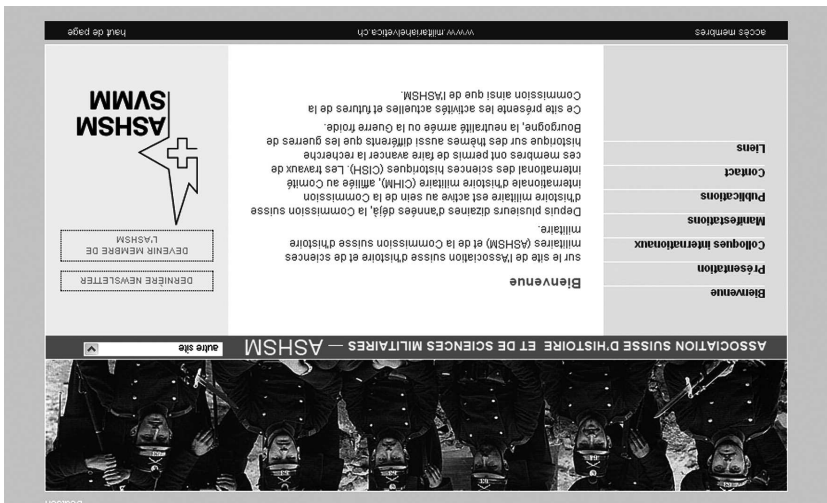 Deutsch
ASSOCIATION SUISSE D'HISTOIRE ET DE SCIENCES MILITAIRES — ASHSM
autre site
Bienvenue
Présentation
Colloques internationaux
Manifestations
Publications
Contact
Liens
Bienvenue
sur le site de l'Association suisse d'histoire et de sciences
militaires (ASHSM) et de la Commission suisse d'histoire
militaire.
Depuis plusieurs dizaines d'années déjà, la Commission suisse
d'histoire militaire est active au sein de la Commission
internationale d'histoire militaire (CIHM), affiliée au Comité
international des sciences historiques (CISH). Les travaux de
ces membres ont permis de faire avancer la recherche
historique sur des thèmes aussi différents que les guerres de
Bourgogne, la neutralité armée ou la Guerre froide.
Ce site présente les activités actuelles et futures de la
Commission ainsi que de l'ASHSM.
DERNIÈRE NEWSLETTER
DEVENIR MEMBRE DE
L'ASHSM
ASHSM
SVMM
accès membres
www.militariahelvetica.ch
haut de page